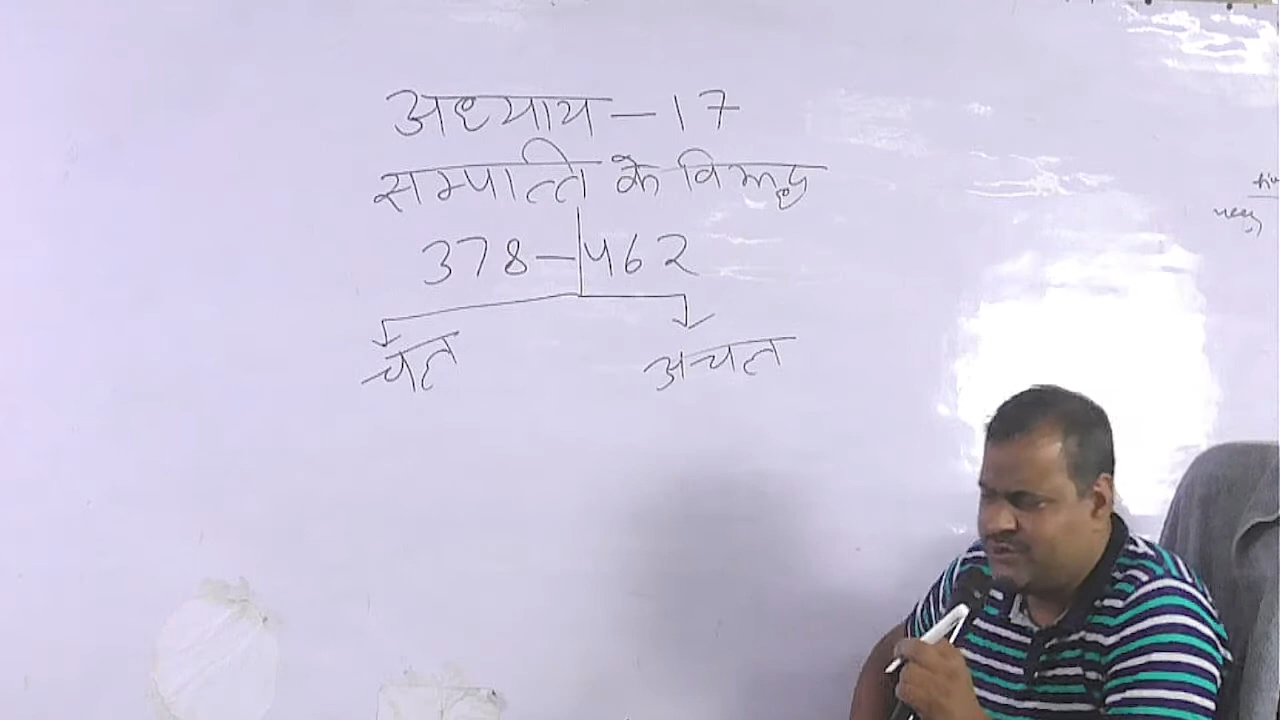 अध्याय – 17
सम्पत्ति के विरूद्ध
378 – 462
चल अचल